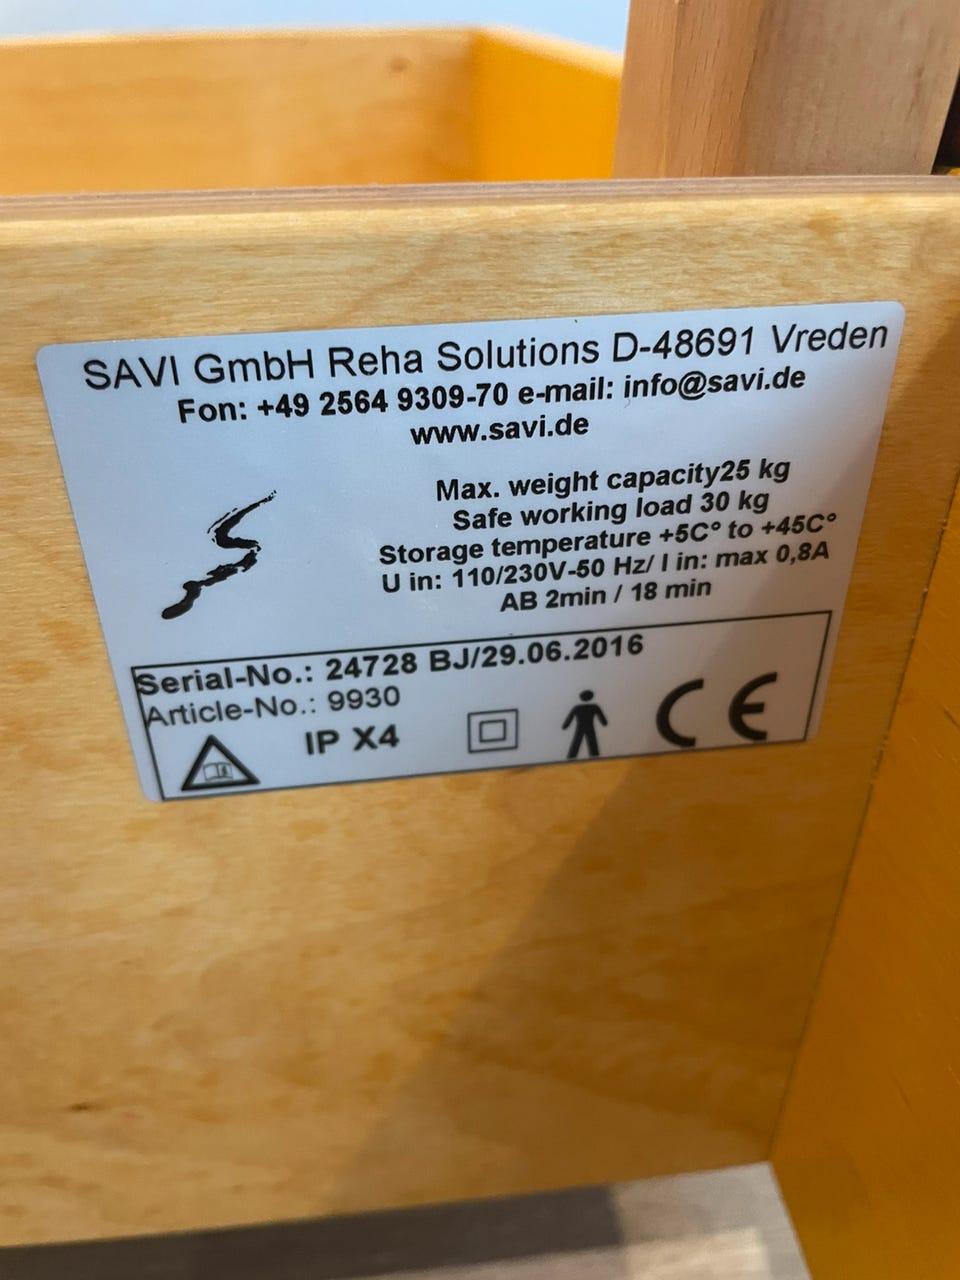 SAVI GmbH Reha Solutions D-48691 Vreden
Fon: +49 2564 9309-70 e-mail: info@savi.de
www.savi.de
Max. weight capacity25 kg
Safe working load 30 kg
Storage temperature +5C° to +45C°
U in: 110/230V-50 Hz/ I in: max 0,8A
AB 2min / 18 min
Serial-No.: 24728 BJ/29.06.2016
Article-No.: 9930
IP X4
CE